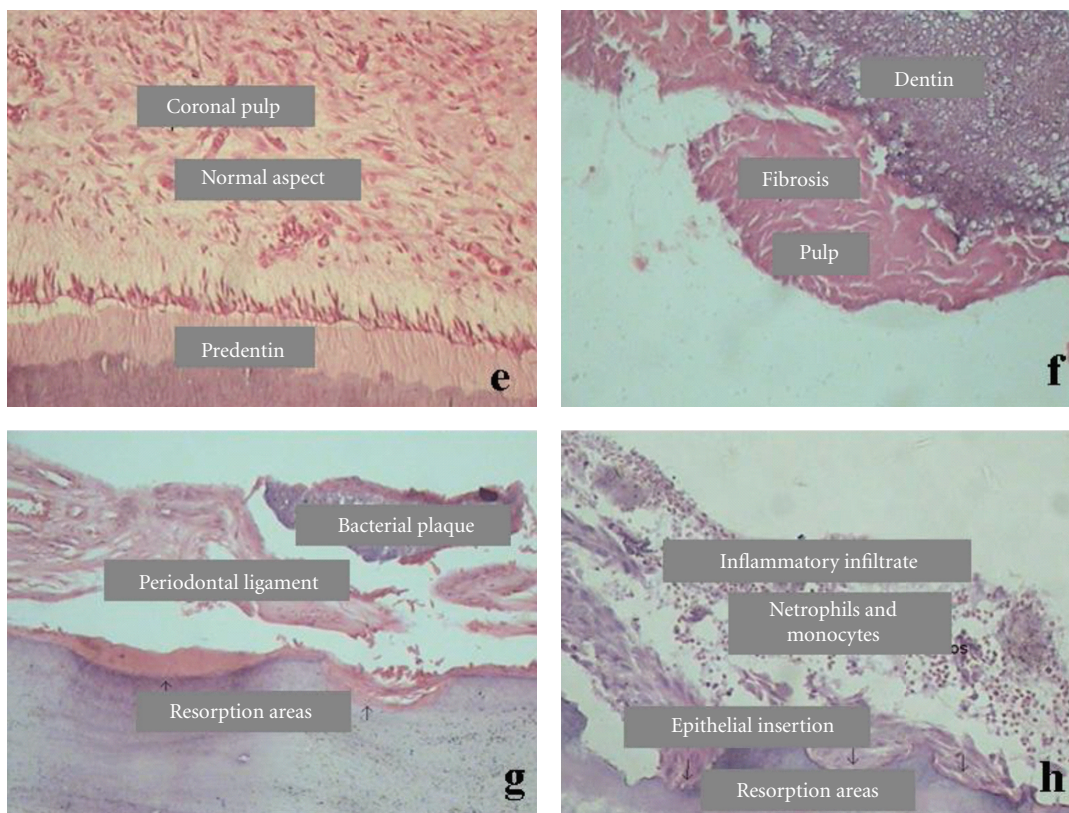 Coronal pulp
Normal aspect
Predentin
e
Dentin
Fibrosis
Pulp
f
Bacterial plaque
Periodontal ligament
Resorption areas
g
Inflammatory infiltrate
Netrophils and
monocytes
os
Epithelial insertion
Resorption areas
h